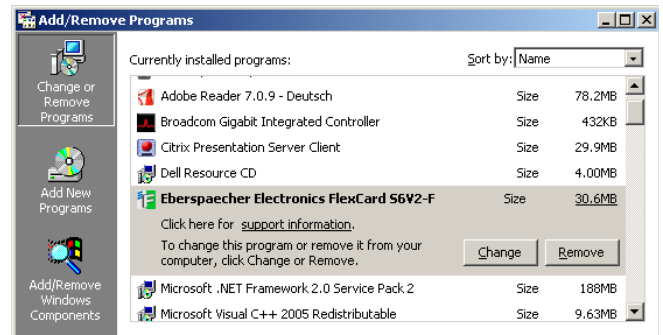 Add/Remove Programs
Change or
Remove
Programs
Add New
Programs
Add/Remove
Windows
Components
Currently installed programs:
Sort by: Name
Adobe Reader 7.0.9 - Deutsch Size 78.2MB
Broadcom Gigabit Integrated Controller Size 432KB
Citrix Presentation Server Client Size 29.9MB
Dell Resource CD Size 4.00MB
Eberspaecher Electronics FlexCard S6V2-F Size 30.6MB
Click here for support information.
To change this program or remove it from your
computer, click Change or Remove.
Change Remove
Microsoft .NET Framework 2.0 Service Pack 2 Size 188MB
Microsoft Visual C++ 2005 Redistributable Size 9.63MB